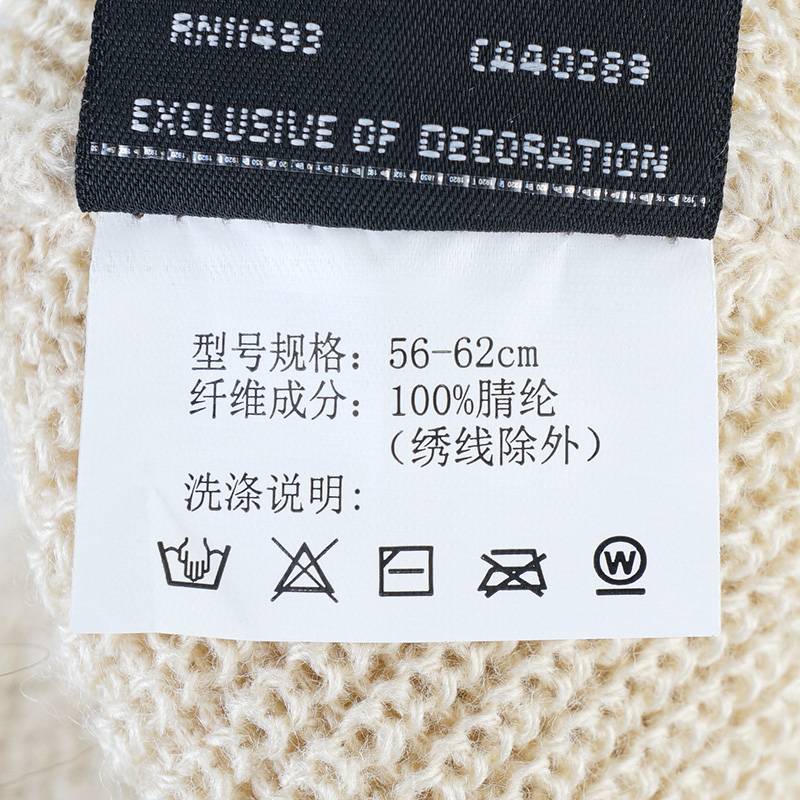 RN11493
CA40289
EXCLUSIVE OF DECORATION
型号规格：56-62cm
纤维成分：100%腈纶
（绣线除外）
洗涤说明:
W